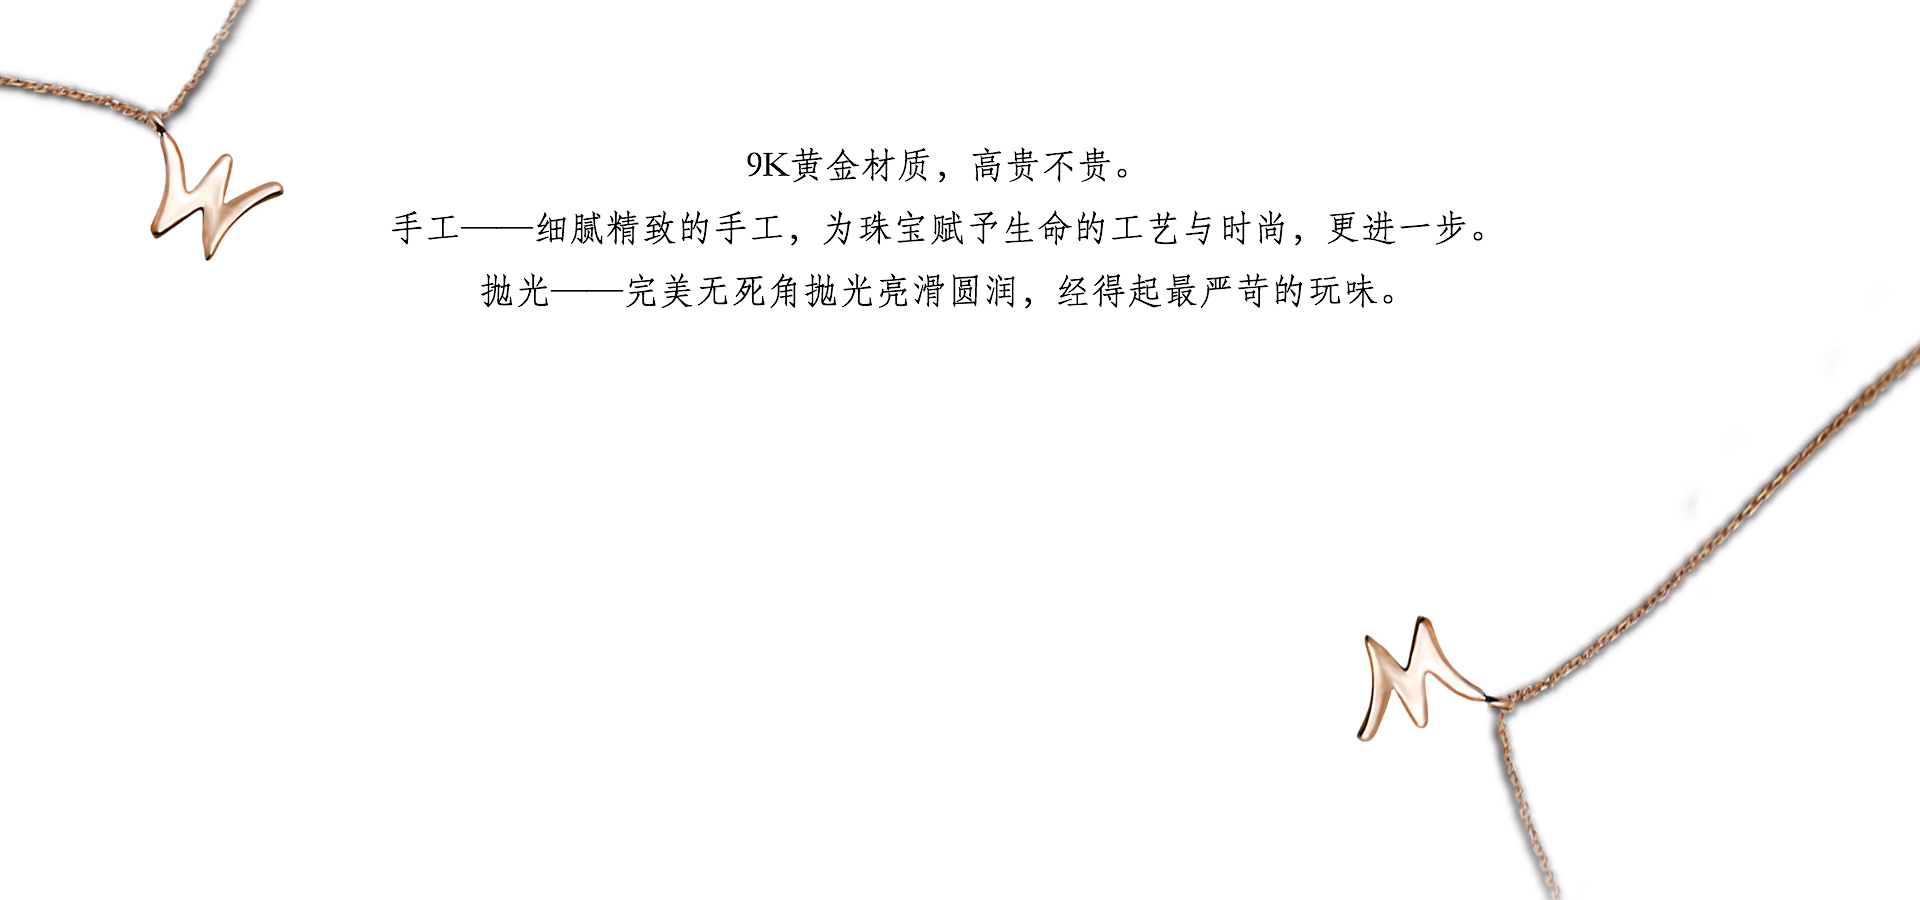 9K黄金材质，高贵不贵。
手工——细腻精致的手工，为珠宝赋予生命的工艺与时尚，更进一步。
抛光——完美无死角抛光亮滑圆润，经得起最严苛的玩味。